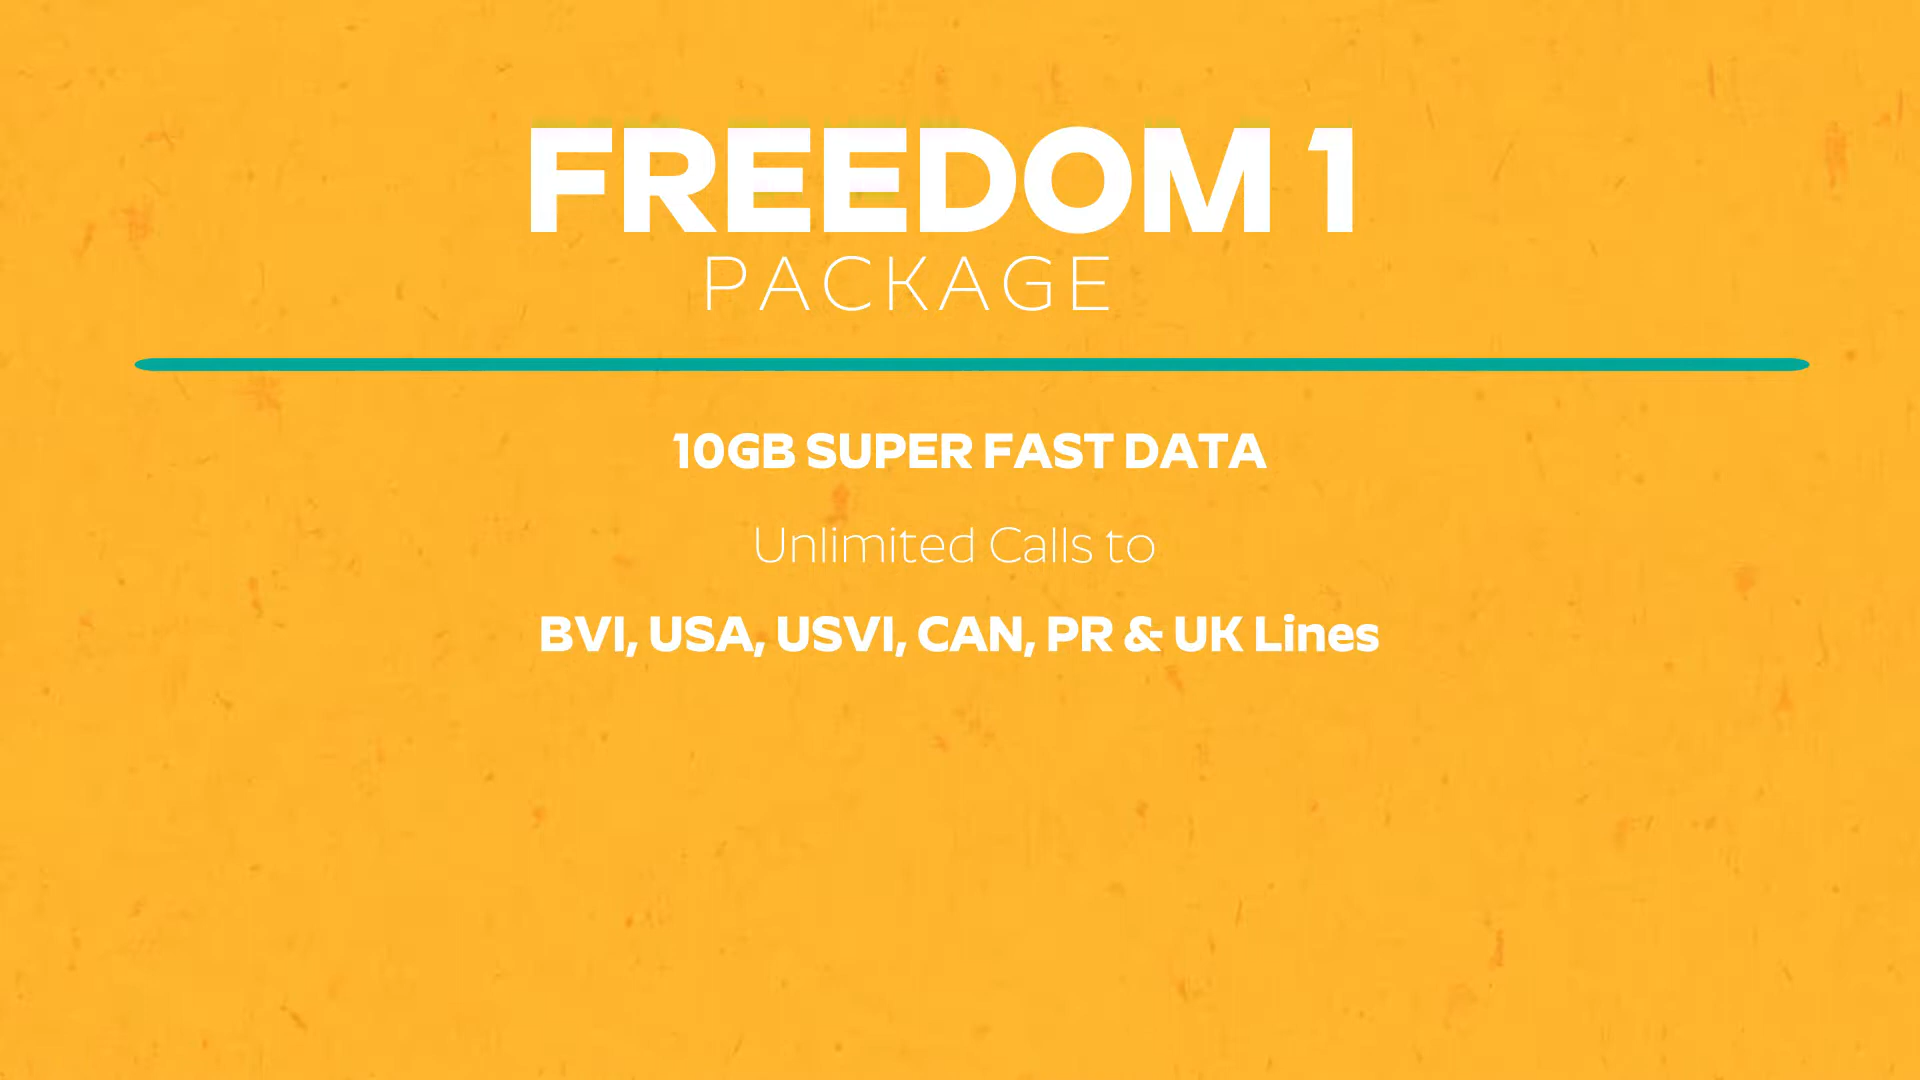 FREEDOM 1
PACKAGE
10GB SUPER FAST DATA
Unlimited Calls to
BVI, USA, USVI, CAN, PR & UK Lines